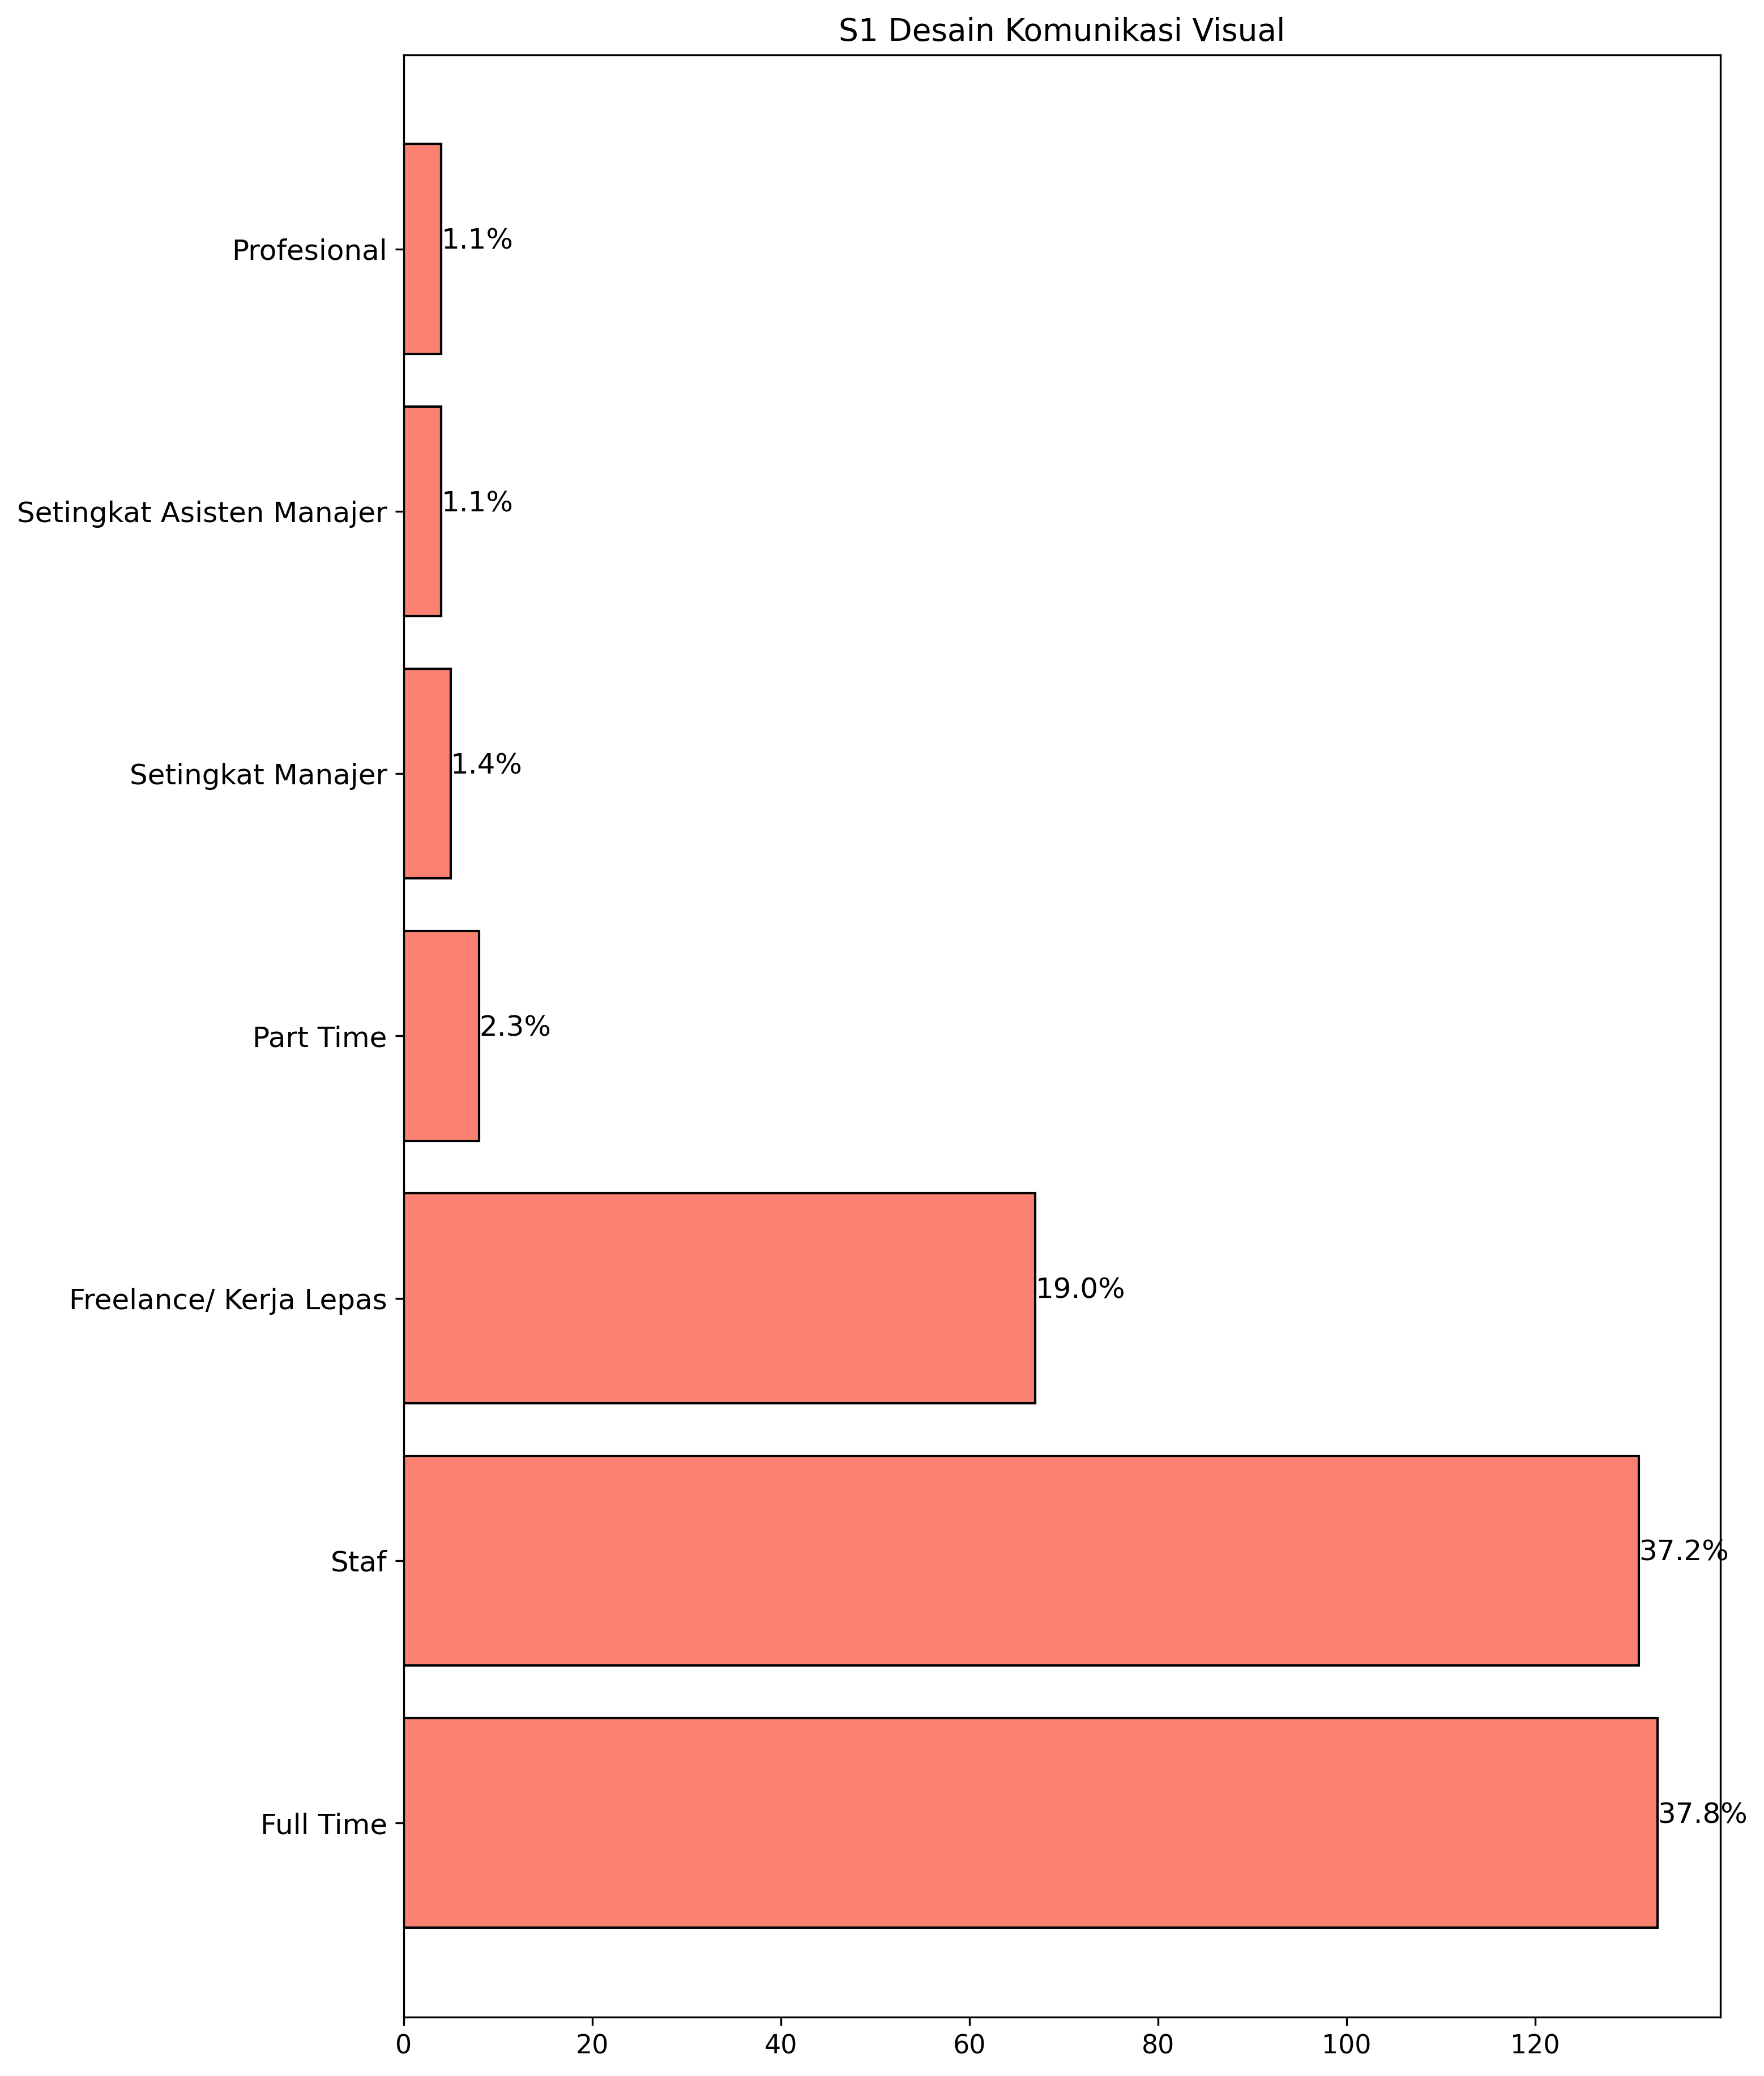 S1 Desain Komunikasi Visual
Profesional
1.1%
Setingkat Asisten Manajer
1.1%
Setingkat Manajer
1.4%
Part Time
2.3%
Freelance/ Kerja Lepas
19.0%
Staf
37.2%
Full Time
37.8%
0 20 40 60 80 100 120